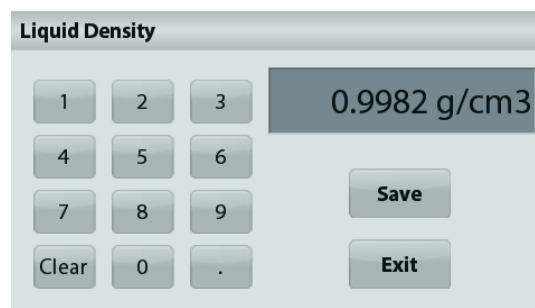 Liquid Density
0.9982 g/cm3
1 2 3
4 5 6
7 8 9
Clear 0 .
Save
Exit